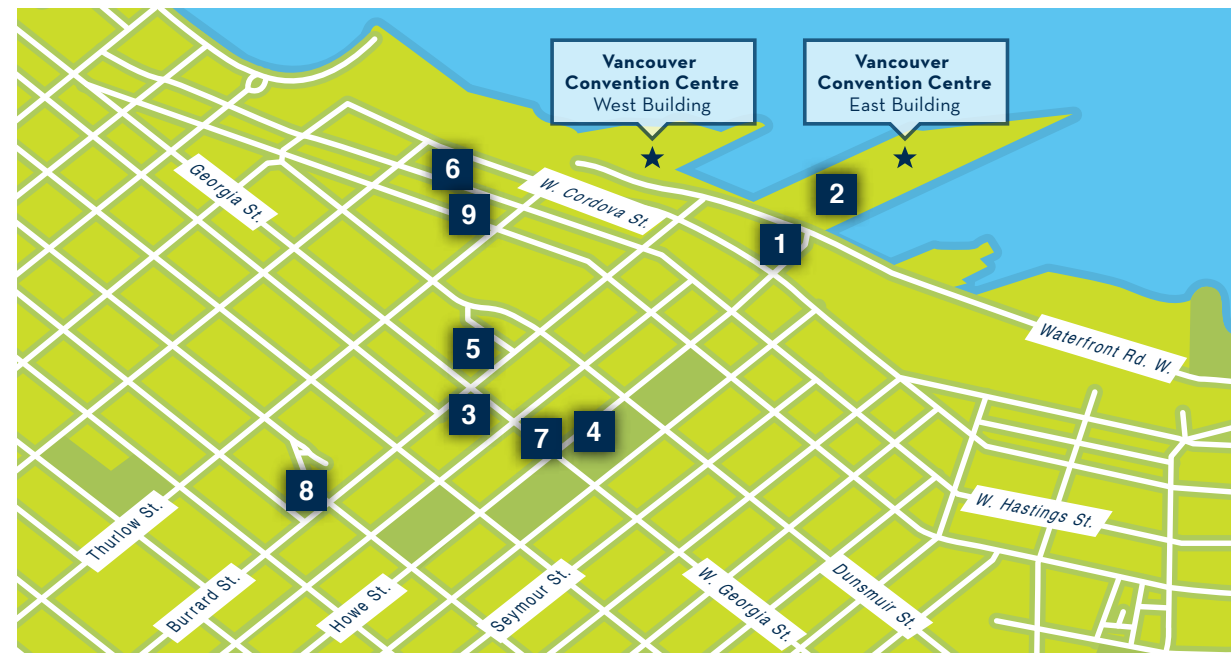 Vancouver
Convention Centre
West Building
Vancouver
Convention Centre
East Building
6
Georgia St.
W. Cordova St.
2
9
1
5
Waterfront Rd. W.
3
7
4
8
Thurlow St.
W. Hastings St.
Burrard St.
Howe St.
Seymour St.
W. Georgia St.
Dunsmuir St.